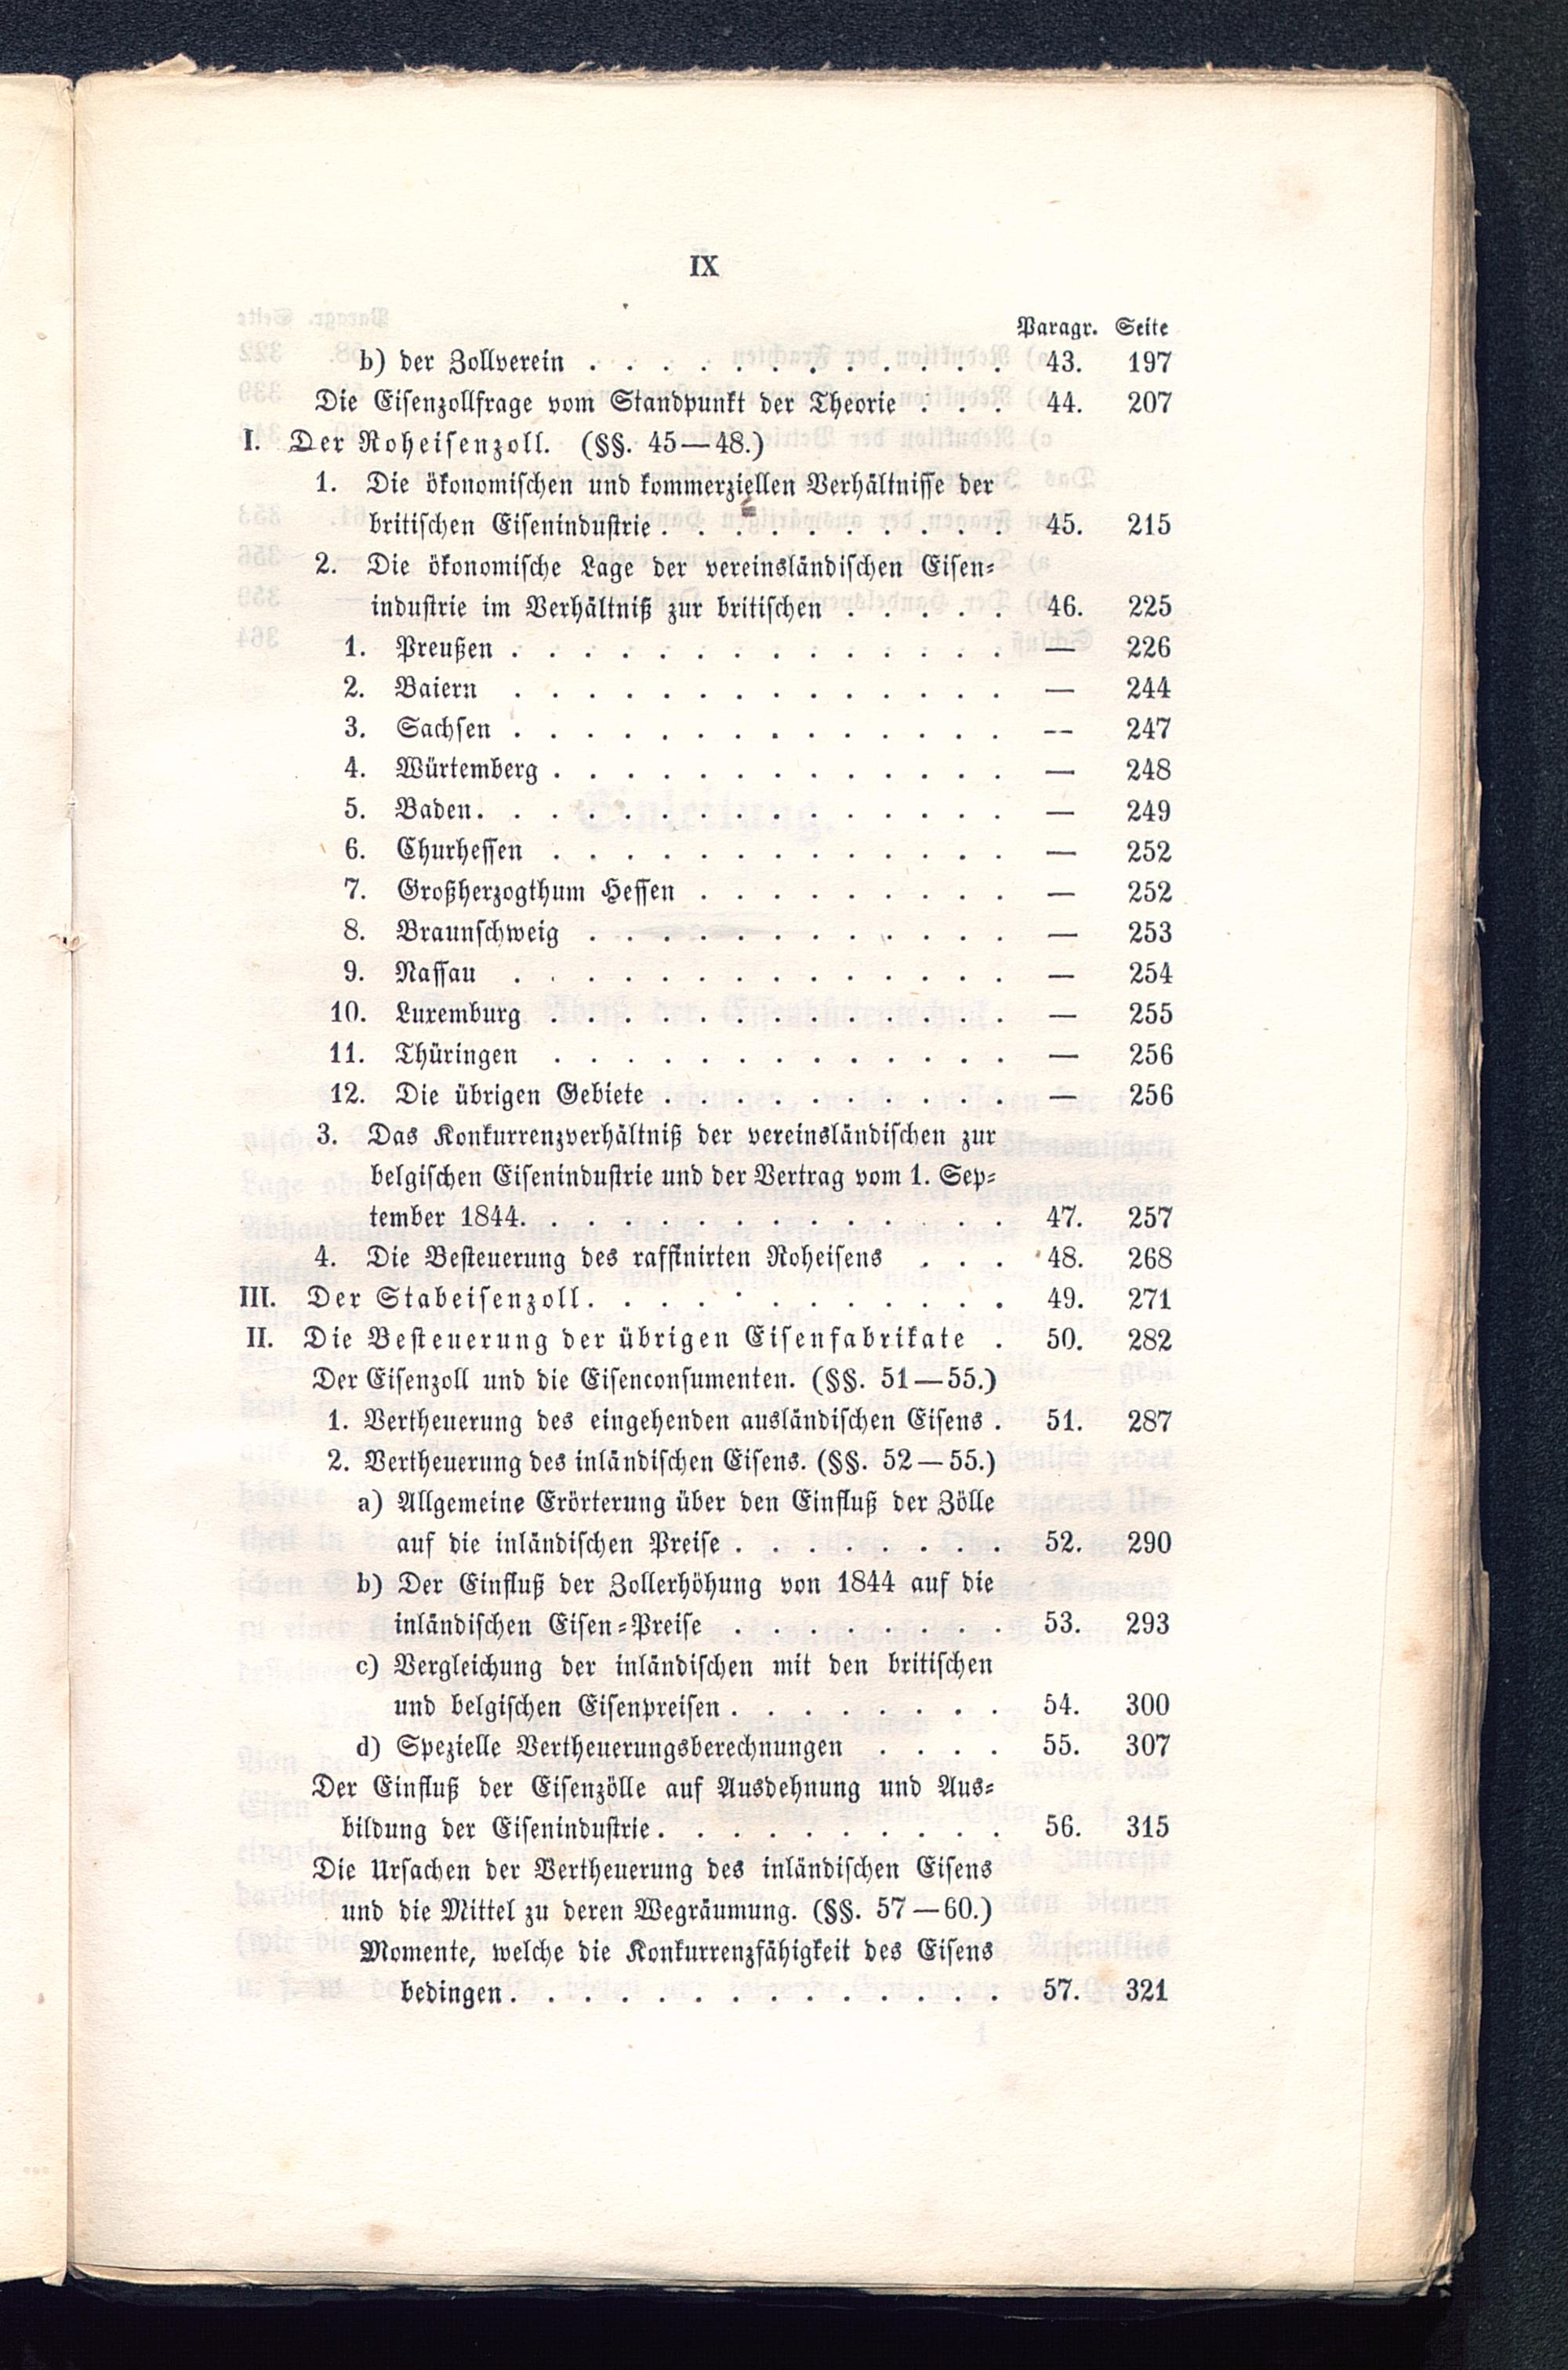 IX
Paragr. Seite
b) der Zollverein . . . . . . . . . . . . 43. 197
Die Eisenzollfrage vom Standpunkt der Theorie . . . 44. 207
I. Der Roheisenzoll. (§§. 45—48.)
1. Die ökonomischen und kommerziellen Verhältnisse der
britischen Eisenindustrie . . . . . . . . . . 45. 215
2. Die ökonomische Lage der vereinsländischen Eisen=
industrie im Verhältniß zur britischen . . . . . 46. 225
1. Preußen . . . . . . . . . . . . . . — 226
2. Baiern . . . . . . . . . . . . . . — 244
3. Sachsen . . . . . . . . . . . . . . -- 247
4. Würtemberg . . . . . . . . . . . . . — 248
5. Baden. . . . . . . . . . . . . . . — 249
6. Churhessen . . . . . . . . . . . . . — 252
7. Großherzogthum Hessen . . . . . . . . . — 252
8. Braunschweig . . . . . . . . . . . . — 253
9. Nassau . . . . . . . . . . . . . . — 254
10. Luxemburg . . . . . . . . . . . . . — 255
11. Thüringen . . . . . . . . . . . . . — 256
12. Die übrigen Gebiete . . . . . . . . . . — 256
3. Das Konkurrenzverhältniß der vereinsländischen zur
belgischen Eisenindustrie und der Vertrag vom 1. Sep=
tember 1844. . . . . . . . . . . . . . 47. 257
4. Die Besteuerung des raffinirten Roheisens . . . 48. 268
III. Der Stabeisenzoll. . . . . . . . . . . . 49. 271
II. Die Besteuerung der übrigen Eisenfabrikate . 50. 282
Der Eisenzoll und die Eisenconsumenten. (§§. 51—55.)
1. Vertheuerung des eingehenden ausländischen Eisens . 51. 287
2. Vertheuerung des inländischen Eisens. (§§. 52—55.)
a) Allgemeine Erörterung über den Einfluß der Zölle
auf die inländischen Preise . . . . . . . . 52. 290
b) Der Einfluß der Zollerhöhung von 1844 auf die
inländischen Eisen=Preise . . . . . . . . 53. 293
c) Vergleichung der inländischen mit den britischen
und belgischen Eisenpreisen . . . . . . . . 54. 300
d) Spezielle Vertheuerungsberechnungen . . . . 55. 307
Der Einfluß der Eisenzölle auf Ausdehnung und Aus=
bildung der Eisenindustrie . . . . . . . . . . 56. 315
Die Ursachen der Vertheuerung des inländischen Eisens
und die Mittel zu deren Wegräumung. (§§. 57—60.)
Momente, welche die Konkurrenzfähigkeit des Eisens
bedingen . . . . . . . . . . . . . . 57. 321